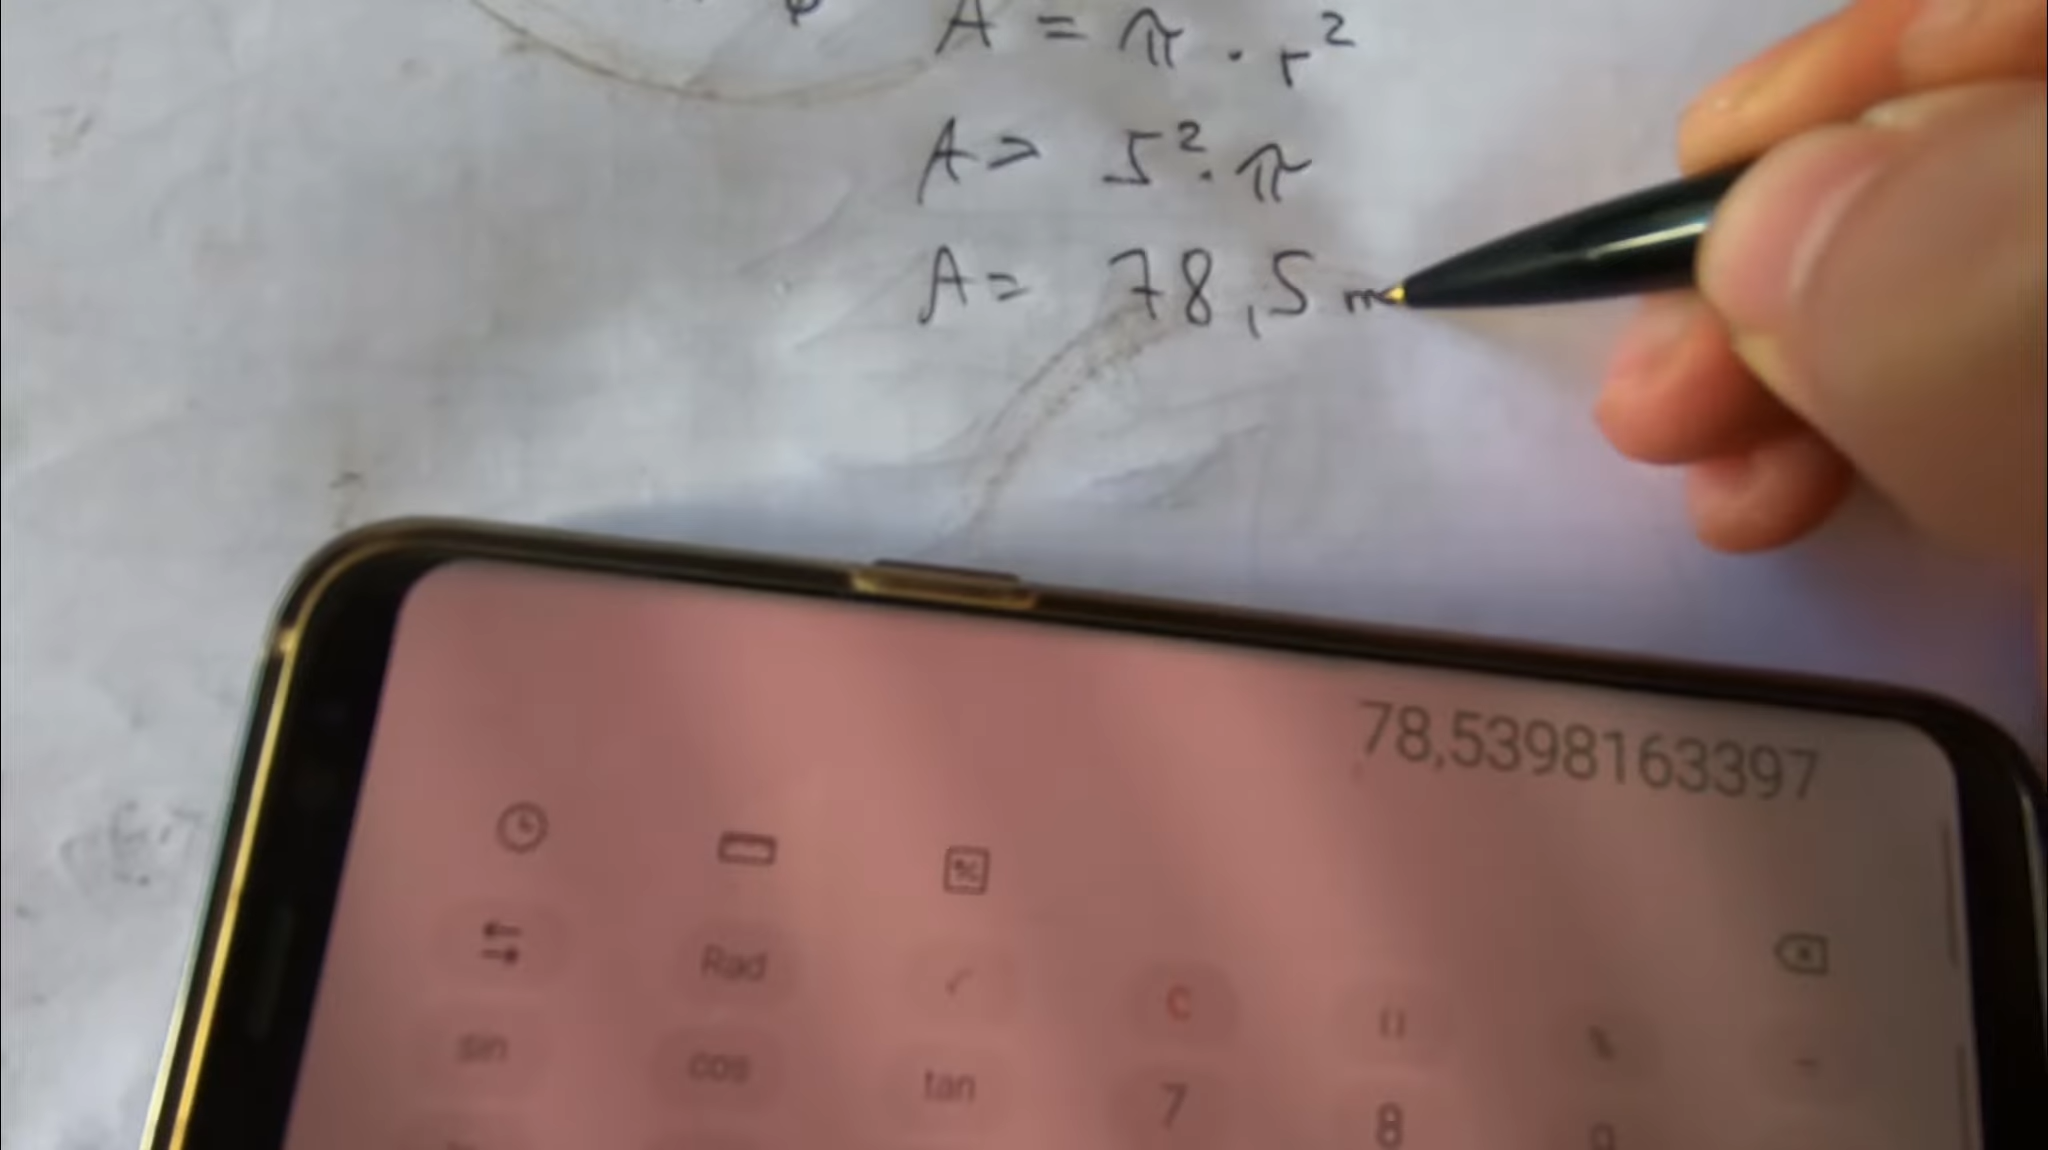 A = π · r²
A = 5² · π
A = 78,5 m
78,5398163397
Rad
C
()
%
sin
cos
tan
7
8